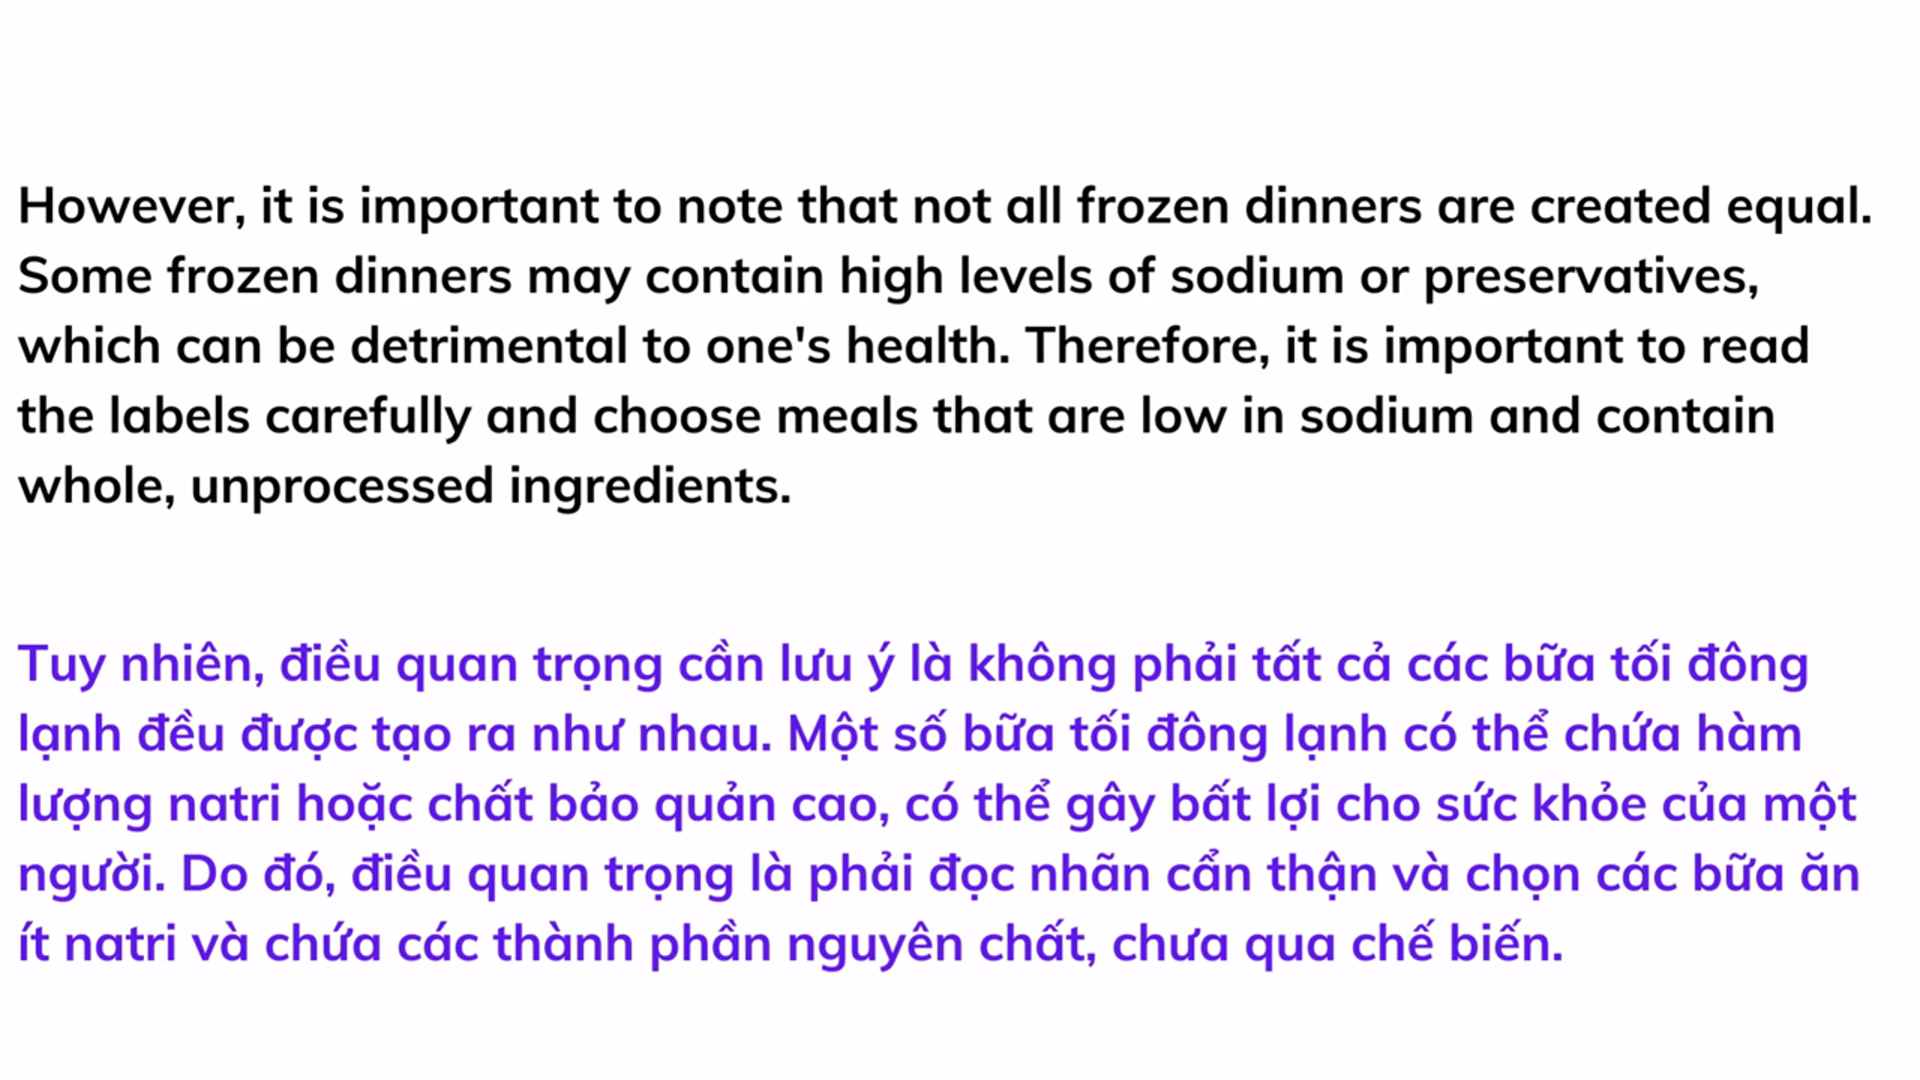 However, it is important to note that not all frozen dinners are created equal.
Some frozen dinners may contain high levels of sodium or preservatives,
which can be detrimental to one's health. Therefore, it is important to read
the labels carefully and choose meals that are low in sodium and contain
whole, unprocessed ingredients.
Tuy nhiên, điều quan trọng cần lưu ý là không phải tất cả các bữa tối đông
lạnh đều được tạo ra như nhau. Một số bữa tối đông lạnh có thể chứa hàm
lượng natri hoặc chất bảo quản cao, có thể gây bất lợi cho sức khỏe của một
người. Do đó, điều quan trọng là phải đọc nhãn cẩn thận và chọn các bữa ăn
ít natri và chứa các thành phần nguyên chất, chưa qua chế biến.